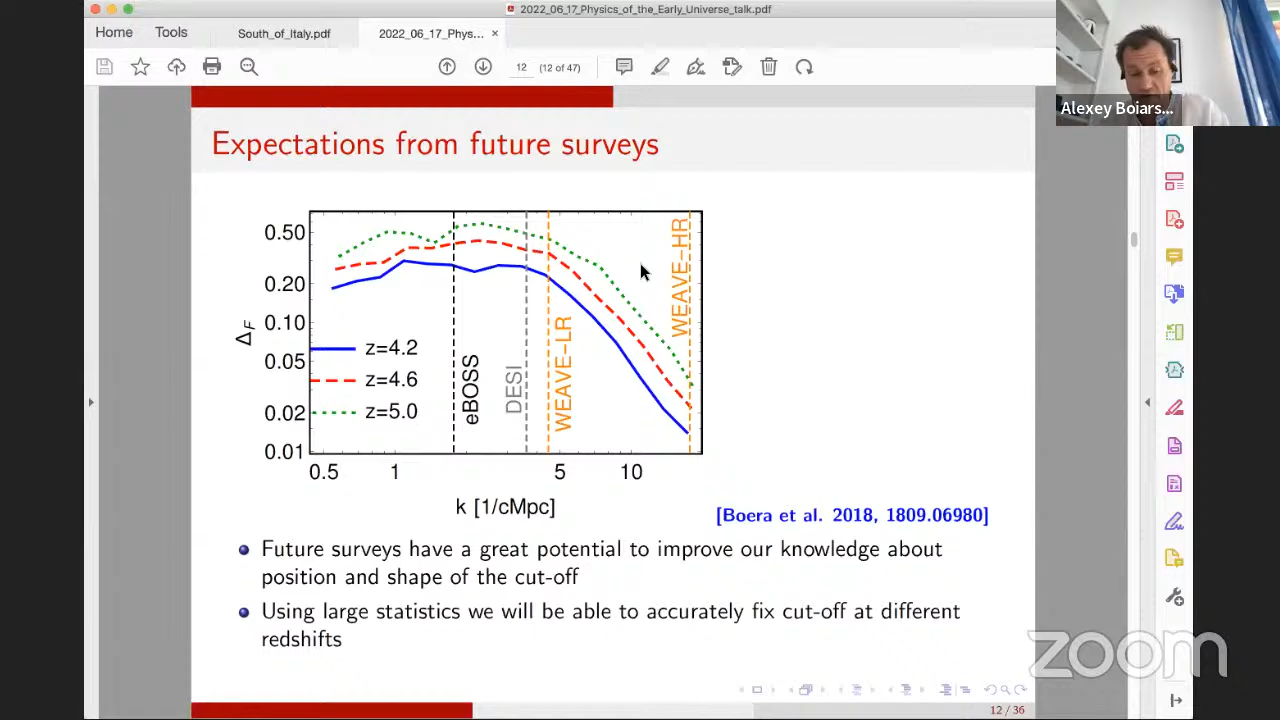 2022_06_17_Physics_of_the_Early_Universe_talk.pdf
Home
Tools
South_of_Italy.pdf
2022_06_17_Phys...
×
12
(12 of 47)
Alexey Boiars...
Expectations from future surveys
0.50
0.20
0.10
0.05
0.02
0.01
Δ_F
z=4.2
z=4.6
z=5.0
eBOSS
DESI
WEAVE-LR
WEAVE-HR
0.5
1
5
10
k [1/cMpc]
[Boera et al. 2018, 1809.06980]
Future surveys have a great potential to improve our knowledge about
position and shape of the cut-off
Using large statistics we will be able to accurately fix cut-off at different
redshifts
zoom
12 / 36